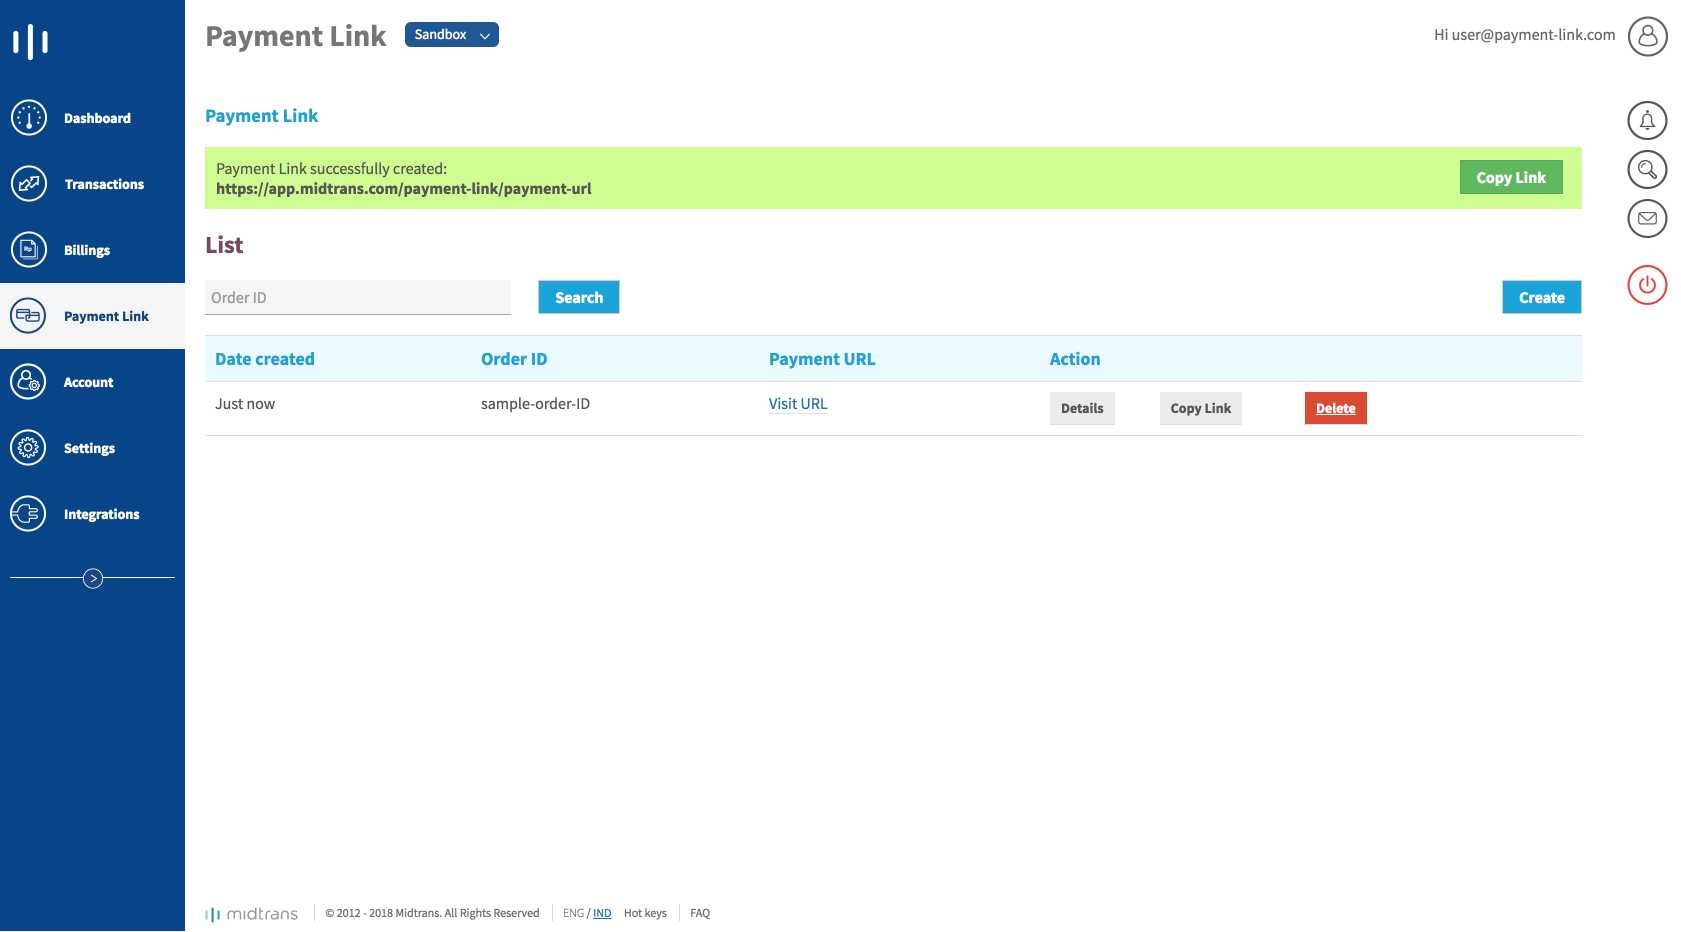 Payment Link
Sandbox
Hi user@payment-link.com
Dashboard
Transactions
Rp
Billings
Payment Link
Account
Settings
Integrations
Payment Link
Payment Link successfully created:
https://app.midtrans.com/payment-link/payment-url
Copy Link
List
Order ID
Search
Create
Date created Order ID Payment URL Action
Just now sample-order-ID Visit URL Details Copy Link Delete
midtrans © 2012 - 2018 Midtrans. All Rights Reserved ENG / IND Hot keys FAQ